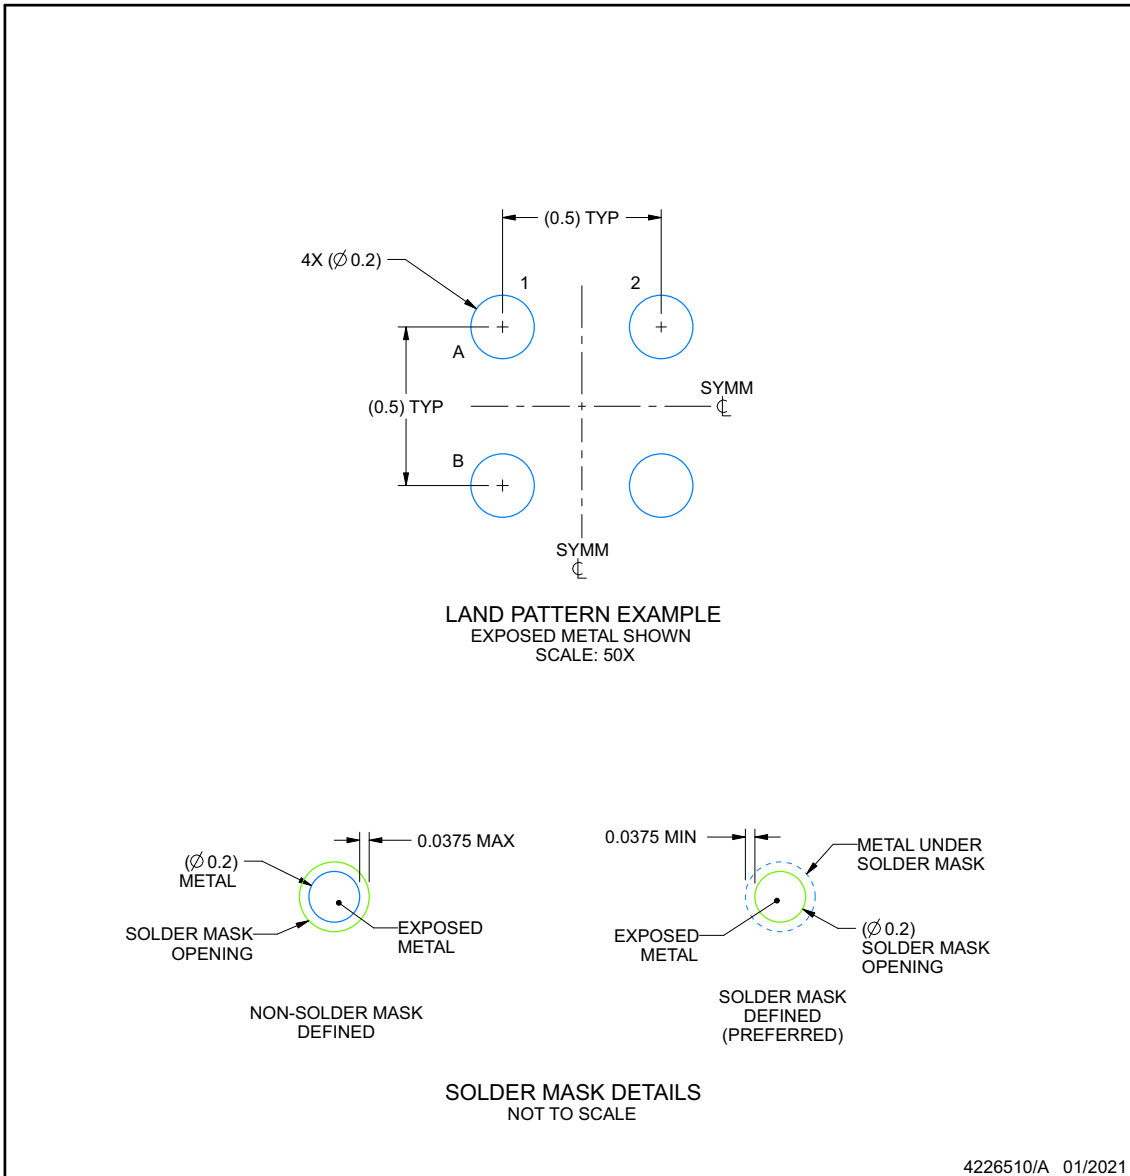 (0.5) TYP
4X (∅ 0.2)
1
2
A
SYMM
℄
(0.5) TYP
B
SYMM
℄
LAND PATTERN EXAMPLE
EXPOSED METAL SHOWN
SCALE: 50X
0.0375 MAX
(∅ 0.2)
METAL
SOLDER MASK
OPENING
EXPOSED
METAL
NON-SOLDER MASK
DEFINED
0.0375 MIN
METAL UNDER
SOLDER MASK
EXPOSED
METAL
(∅ 0.2)
SOLDER MASK
OPENING
SOLDER MASK
DEFINED
(PREFERRED)
SOLDER MASK DETAILS
NOT TO SCALE
4226510/A 01/2021